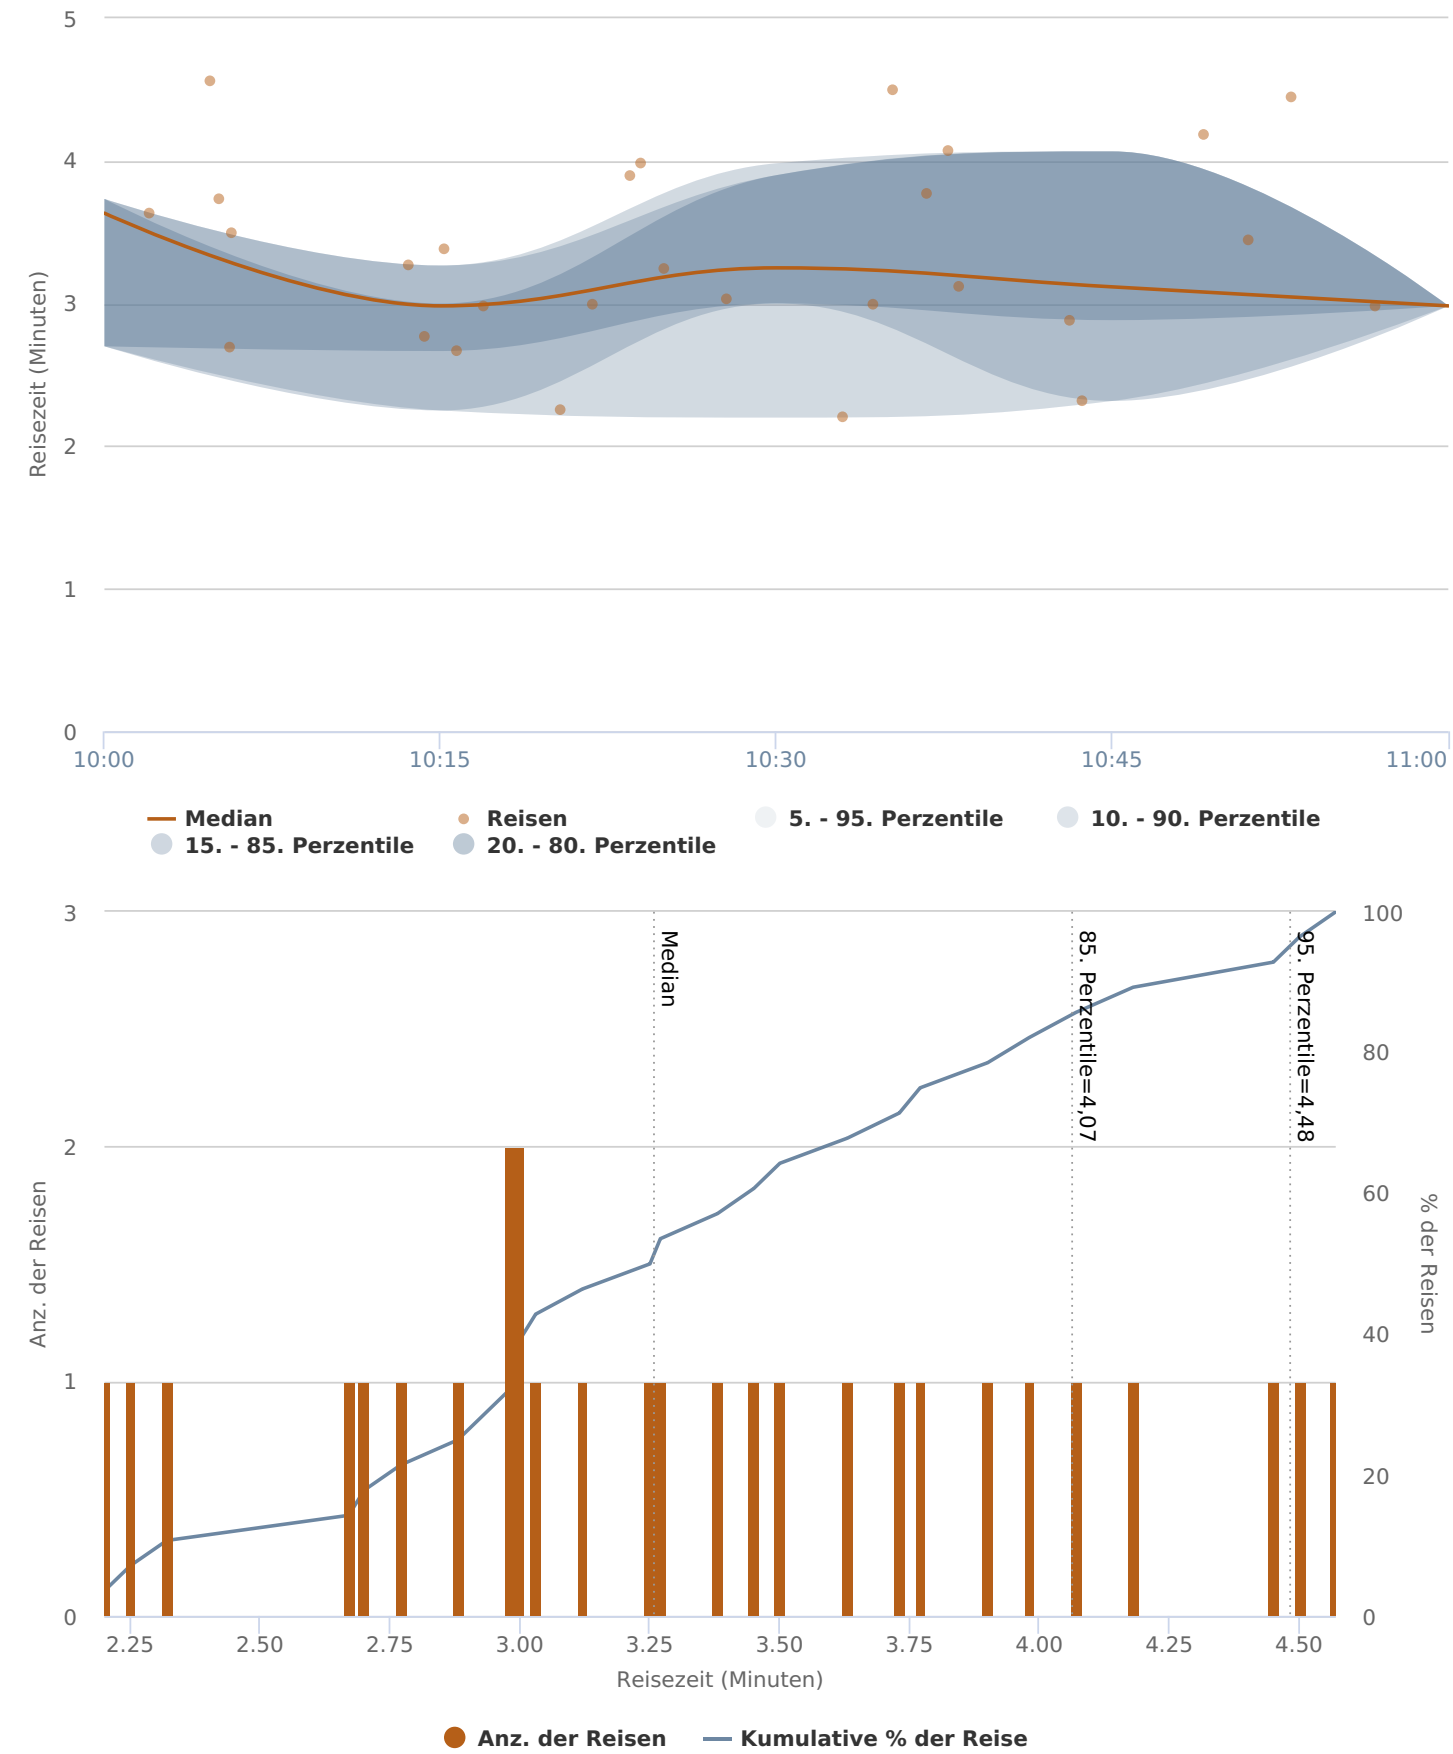 5
4
3
2
1
0
Reisezeit (Minuten)
10:00 10:15 10:30 10:45 11:00
Median Reisen 5. - 95. Perzentile 10. - 90. Perzentile
15. - 85. Perzentile 20. - 80. Perzentile
3
2
1
0
Anz. der Reisen
Median
85. Perzentile=4,07
95. Perzentile=4,48
100
80
60
40
20
0
% der Reisen
2.25 2.50 2.75 3.00 3.25 3.50 3.75 4.00 4.25 4.50
Reisezeit (Minuten)
Anz. der Reisen Kumulative % der Reise